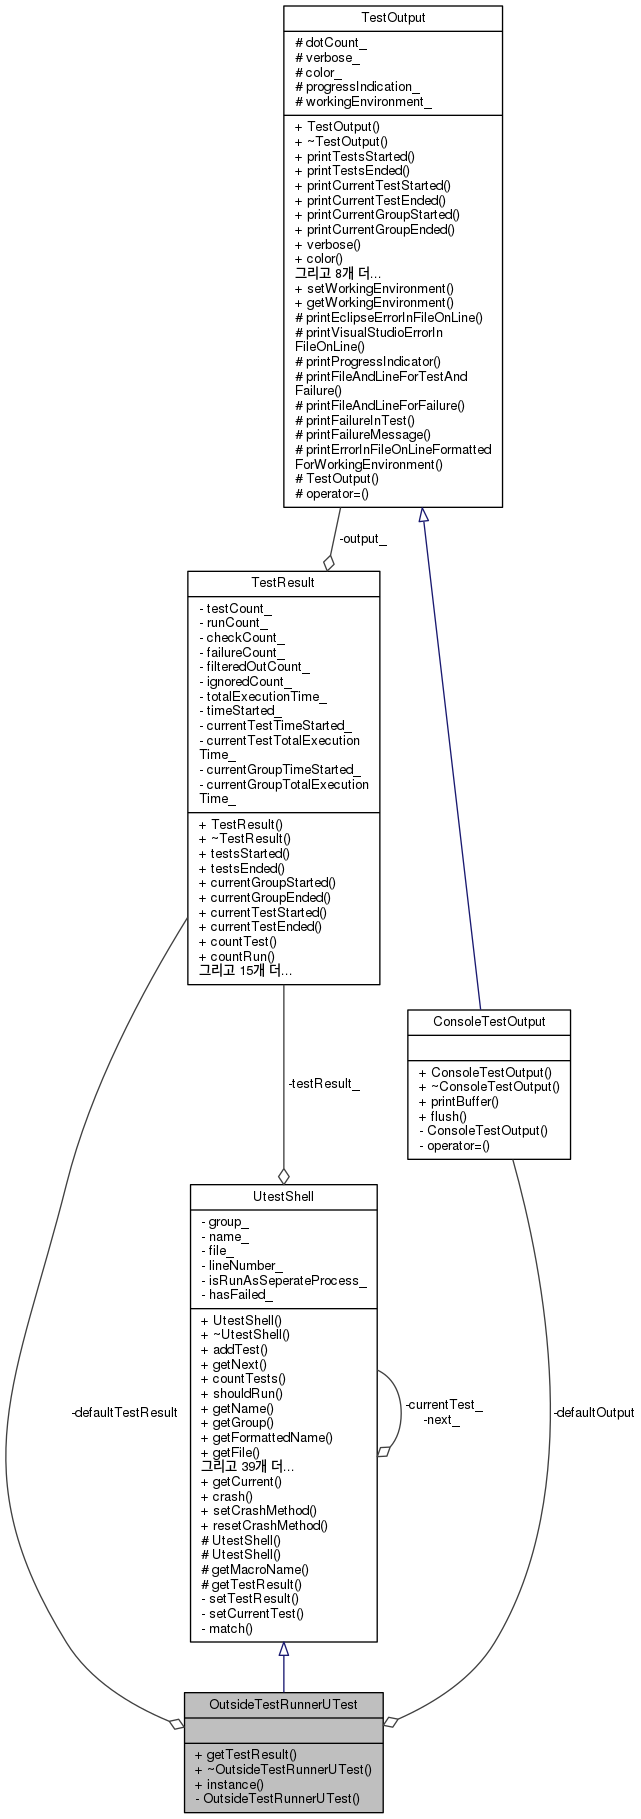 TestOutput
# dotCount_
# verbose_
# color_
# progressIndication_
# workingEnvironment_
+ TestOutput()
+ ~TestOutput()
+ printTestsStarted()
+ printTestsEnded()
+ printCurrentTestStarted()
+ printCurrentTestEnded()
+ printCurrentGroupStarted()
+ printCurrentGroupEnded()
+ verbose()
+ color()
그리고 8개 더...
+ setWorkingEnvironment()
+ getWorkingEnvironment()
# printEclipseErrorInFileOnLine()
# printVisualStudioErrorIn
FileOnLine()
# printProgressIndicator()
# printFileAndLineForTestAnd
Failure()
# printFileAndLineForFailure()
# printFailureInTest()
# printFailureMessage()
# printErrorInFileOnLineFormatted
ForWorkingEnvironment()
# TestOutput()
# operator=()
-output_
TestResult
- testCount_
- runCount_
- checkCount_
- failureCount_
- filteredOutCount_
- ignoredCount_
- totalExecutionTime_
- timeStarted_
- currentTestTimeStarted_
- currentTestTotalExecution
Time_
- currentGroupTimeStarted_
- currentGroupTotalExecution
Time_
+ TestResult()
+ ~TestResult()
+ testsStarted()
+ testsEnded()
+ currentGroupStarted()
+ currentGroupEnded()
+ currentTestStarted()
+ currentTestEnded()
+ countTest()
+ countRun()
그리고 15개 더...
ConsoleTestOutput
+ ConsoleTestOutput()
+ ~ConsoleTestOutput()
+ printBuffer()
+ flush()
- ConsoleTestOutput()
- operator=()
-testResult_
UtestShell
- group_
- name_
- file_
- lineNumber_
- isRunAsSeperateProcess_
- hasFailed_
+ UtestShell()
+ ~UtestShell()
+ addTest()
+ getNext()
+ countTests()
+ shouldRun()
+ getName()
+ getGroup()
+ getFormattedName()
+ getFile()
그리고 39개 더...
+ getCurrent()
+ crash()
+ setCrashMethod()
+ resetCrashMethod()
# UtestShell()
# UtestShell()
# getMacroName()
# getTestResult()
- setTestResult()
- setCurrentTest()
- match()
-currentTest_
-next_
-defaultTestResult
-defaultOutput
OutsideTestRunnerUTest
+ getTestResult()
+ ~OutsideTestRunnerUTest()
+ instance()
- OutsideTestRunnerUTest()